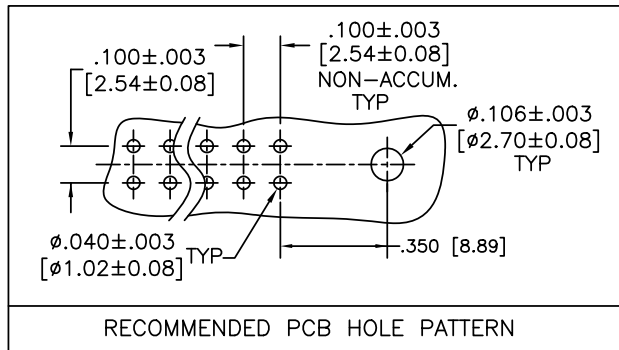 .100±.003
[2.54±0.08]
.100±.003
[2.54±0.08]
NON-ACCUM.
TYP
ø.106±.003
[ø2.70±0.08]
TYP
ø.040±.003
[ø1.02±0.08]
TYP
.350 [8.89]
RECOMMENDED PCB HOLE PATTERN